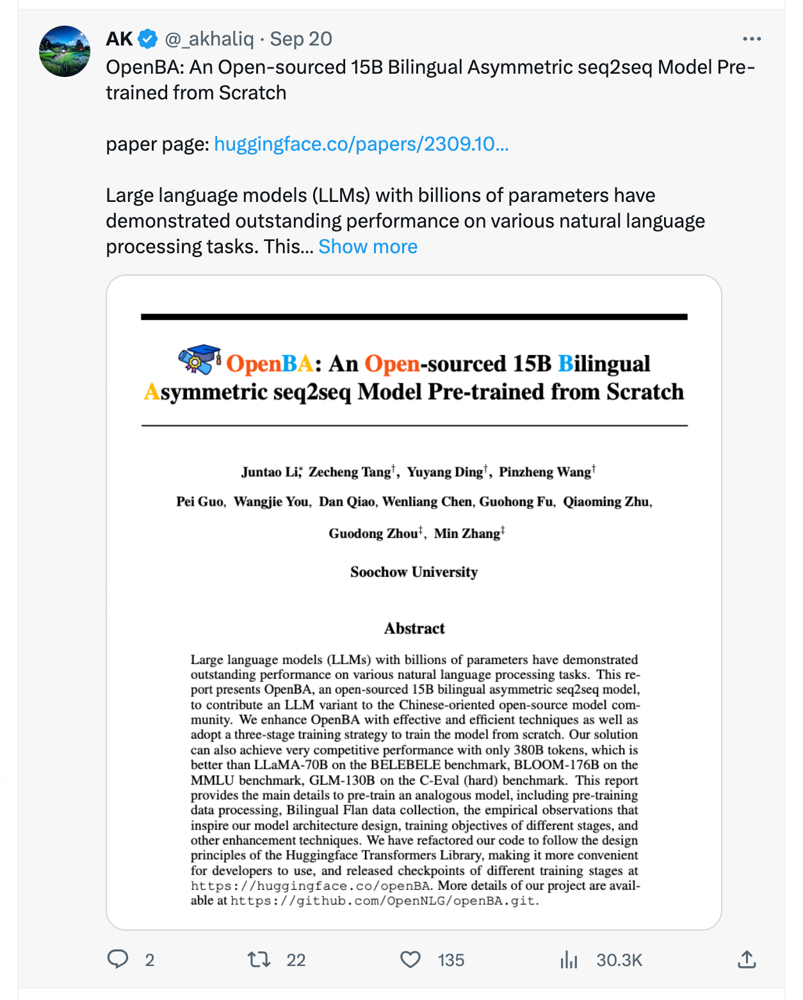 AK @_akhaliq · Sep 20
OpenBA: An Open-sourced 15B Bilingual Asymmetric seq2seq Model Pre-
trained from Scratch
paper page: huggingface.co/papers/2309.10...
Large language models (LLMs) with billions of parameters have
demonstrated outstanding performance on various natural language
processing tasks. This... Show more
OpenBA: An Open-sourced 15B Bilingual
Asymmetric seq2seq Model Pre-trained from Scratch
Juntao Li*, Zecheng Tang†, Yuyang Ding†, Pinzheng Wang†
Pei Guo, Wangjie You, Dan Qiao, Wenliang Chen, Guohong Fu, Qiaoming Zhu,
Guodong Zhou‡, Min Zhang‡
Soochow University
Abstract
Large language models (LLMs) with billions of parameters have demonstrated
outstanding performance on various natural language processing tasks. This re-
port presents OpenBA, an open-sourced 15B bilingual asymmetric seq2seq model,
to contribute an LLM variant to the Chinese-oriented open-source model com-
munity. We enhance OpenBA with effective and efficient techniques as well as
adopt a three-stage training strategy to train the model from scratch. Our solution
can also achieve very competitive performance with only 380B tokens, which is
better than LLaMA-70B on the BELEBELE benchmark, BLOOM-176B on the
MMLU benchmark, GLM-130B on the C-Eval (hard) benchmark. This report
provides the main details to pre-train an analogous model, including pre-training
data processing, Bilingual Flan data collection, the empirical observations that
inspire our model architecture design, training objectives of different stages, and
other enhancement techniques. We have refactored our code to follow the design
principles of the Huggingface Transformers Library, making it more convenient
for developers to use, and released checkpoints of different training stages at
https://huggingface.co/openBA. More details of our project are avail-
able at https://github.com/OpenNLG/openBA.git.
2 22 135 30.3K